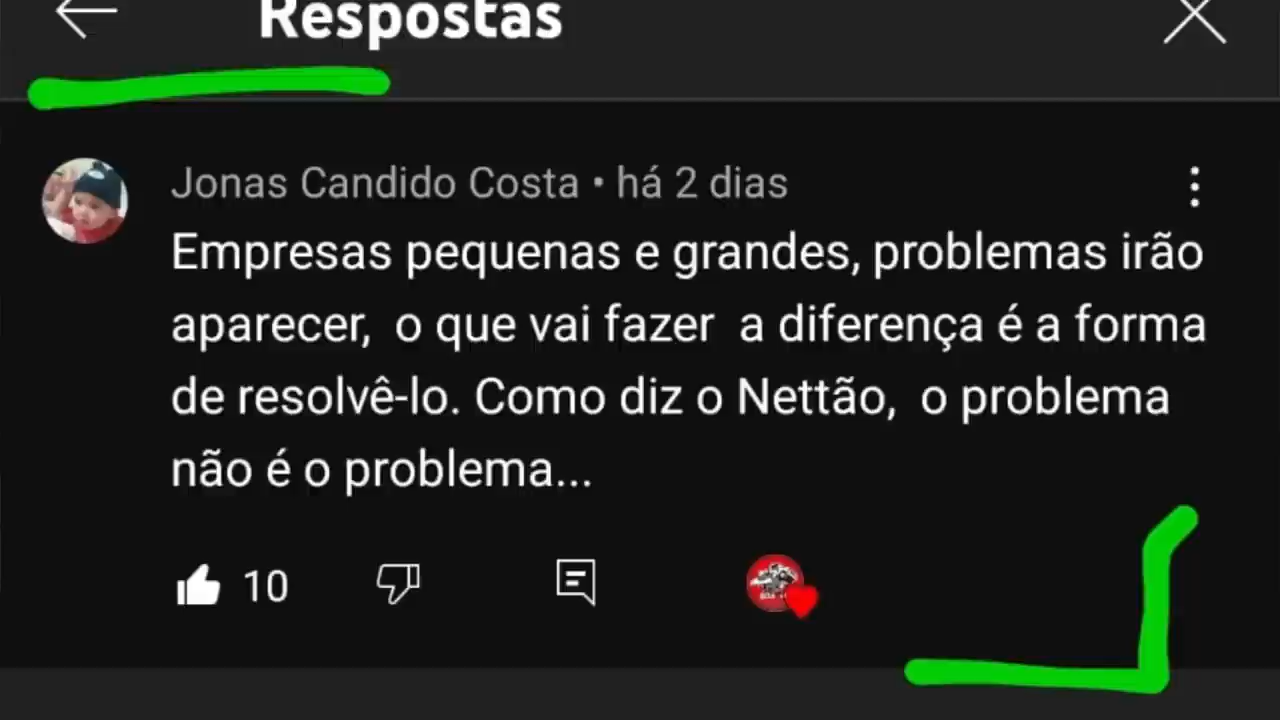 Respostas
Jonas Candido Costa • há 2 dias
Empresas pequenas e grandes, problemas irão
aparecer, o que vai fazer a diferença é a forma
de resolvê-lo. Como diz o Nettão, o problema
não é o problema...
10